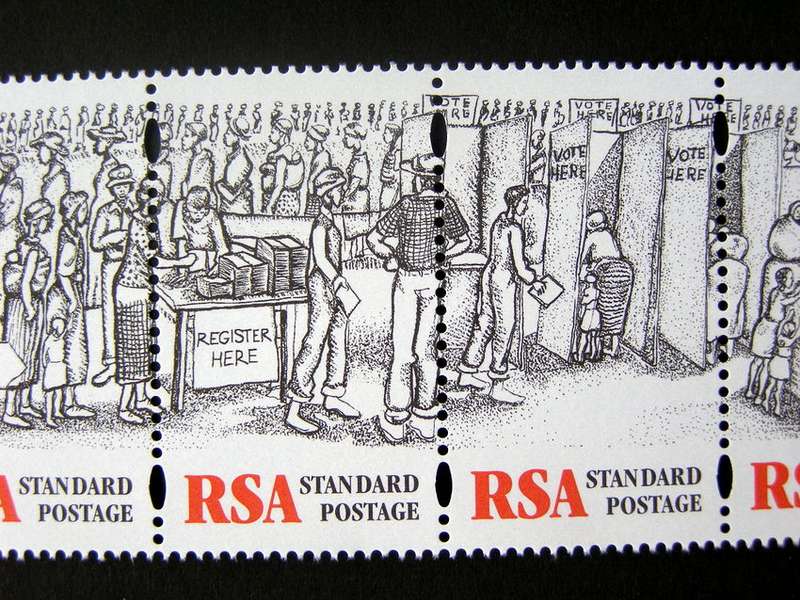 VOTE
HERE
VOTE
HERE
VOTE
HERE
VOTE
HERE
VOTE
HERE
REGISTER
HERE
STANDARD
POSTAGE
RSA STANDARD
POSTAGE
RSA STANDARD
POSTAGE